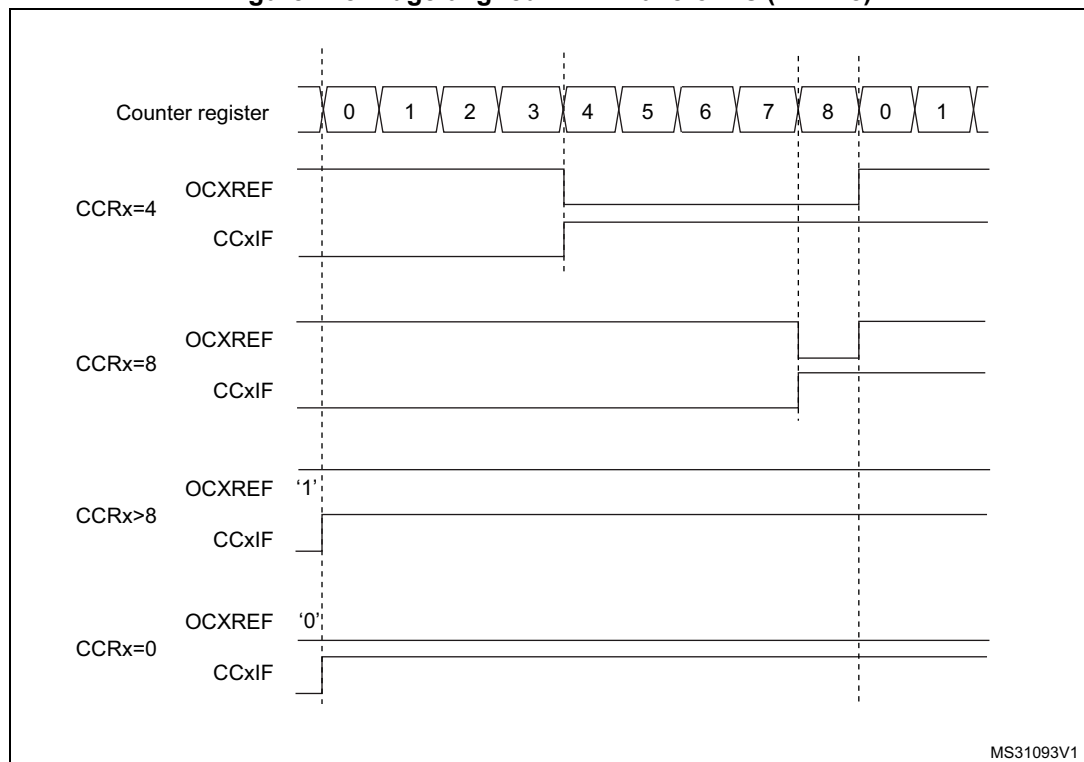 Counter register 0 1 2 3 4 5 6 7 8 0 1
OCXREF
CCRx=4
CCxIF
OCXREF
CCRx=8
CCxIF
OCXREF ‘1’
CCRx>8
CCxIF
OCXREF ‘0’
CCRx=0
CCxIF
MS31093V1